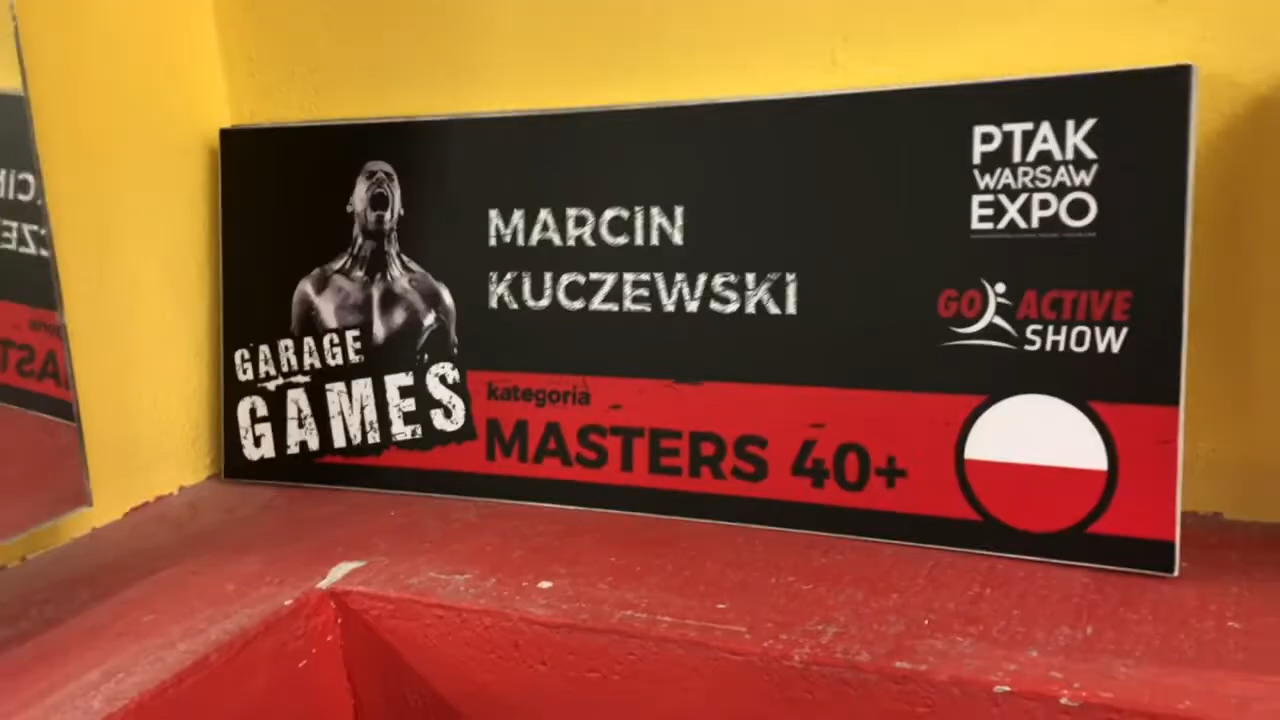 GARAGE
GAMES
MARCIN
KUCZEWSKI
kategoria
MASTERS 40+
PTAK
WARSAW
EXPO
GO ACTIVE
SHOW